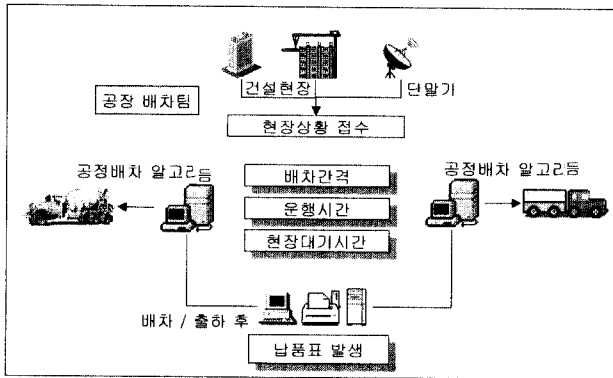 건설현장
단말기
공장 배차팀
현장상황 접수
공정배차 알고리듬
배차간격
공정배차 알고리듬
운행시간
현장대기시간
배차 / 출하 후
납품표 발생